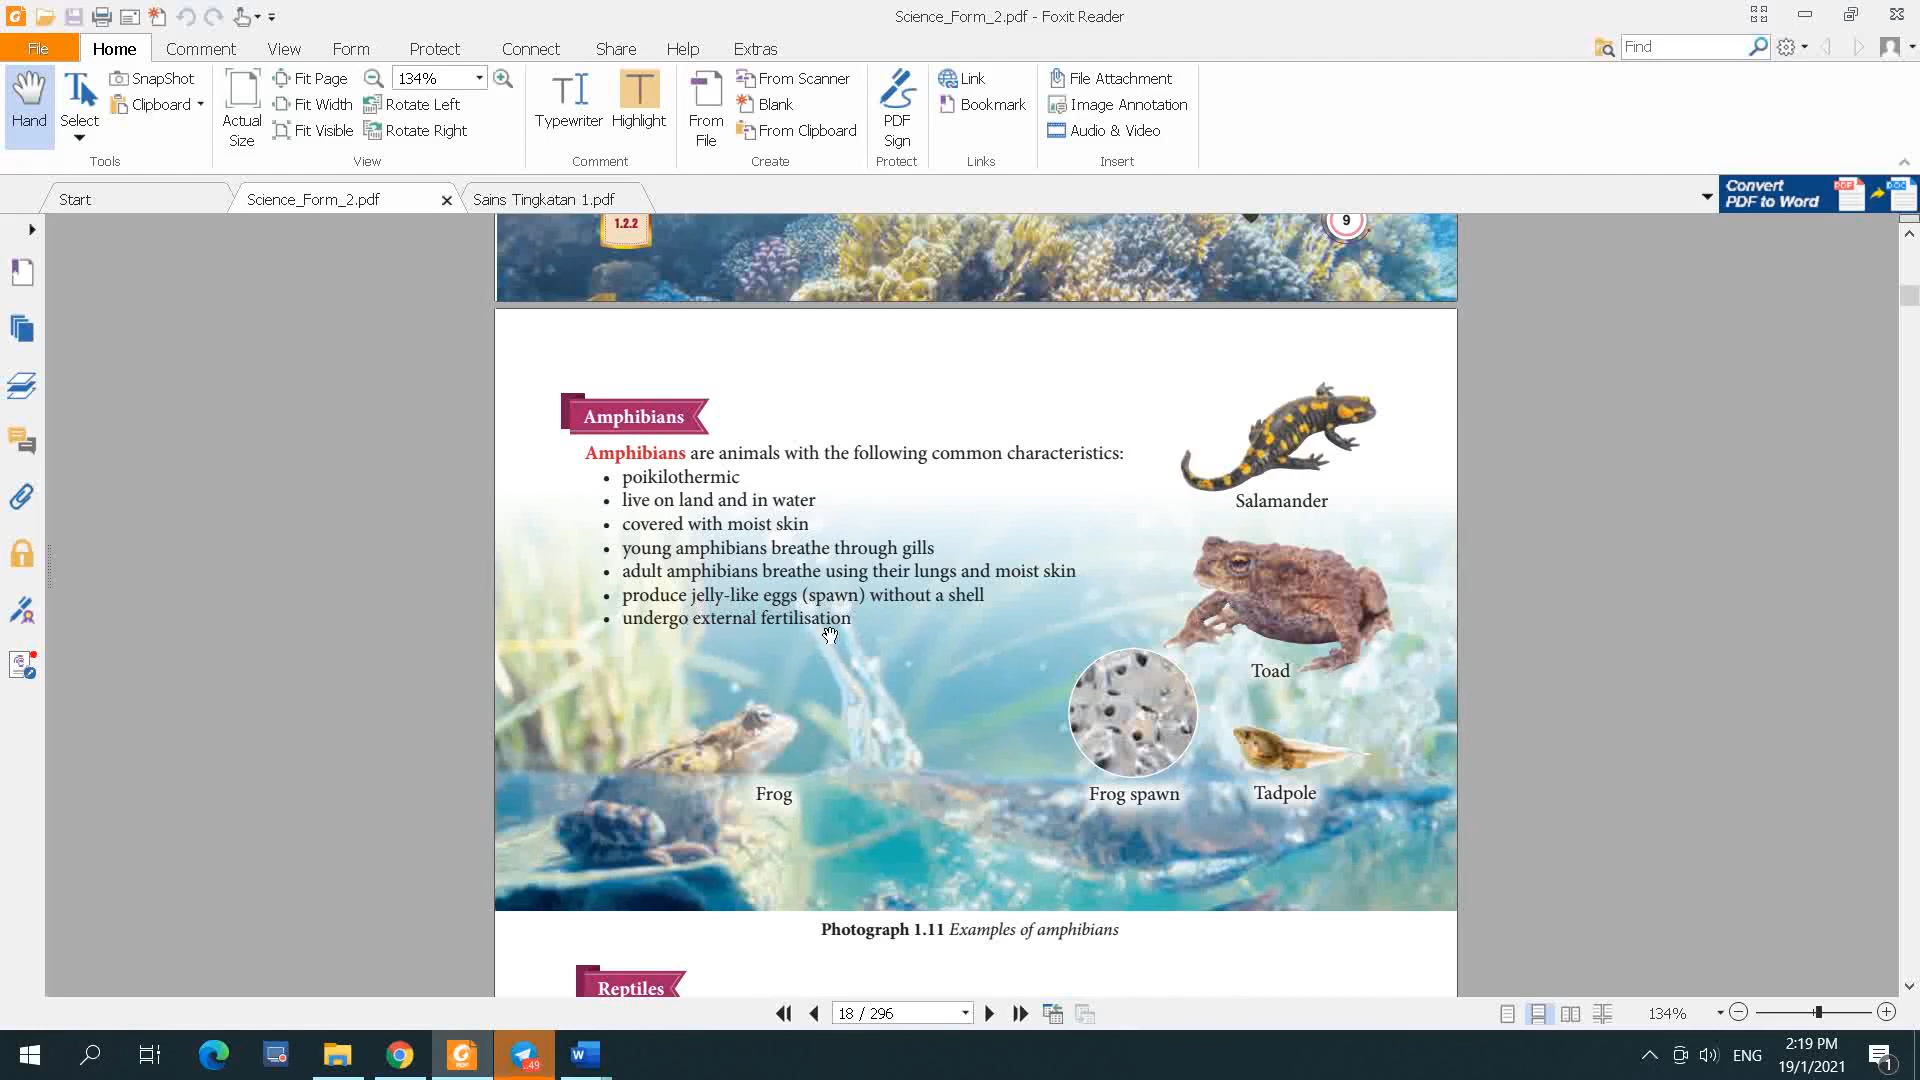 Science_Form_2.pdf - Foxit Reader
File Home Comment View Form Protect Connect Share Help Extras
Find
Hand
Select
SnapShot
Clipboard
Tools
Actual Size
Fit Page
Fit Width
Fit Visible
134%
Rotate Left
Rotate Right
View
Typewriter
Highlight
Comment
From File
From Scanner
Blank
From Clipboard
Create
PDF Sign
Protect
Link
Bookmark
Links
File Attachment
Image Annotation
Audio & Video
Insert
Start
Science_Form_2.pdf
Sains Tingkatan 1.pdf
Convert
PDF to Word
1.2.2
9
Amphibians
Amphibians are animals with the following common characteristics:
• poikilothermic
• live on land and in water
• covered with moist skin
• young amphibians breathe through gills
• adult amphibians breathe using their lungs and moist skin
• produce jelly-like eggs (spawn) without a shell
• undergo external fertilisation
Salamander
Toad
Frog
Frog spawn
Tadpole
Photograph 1.11 Examples of amphibians
Reptiles
18 / 296
134%
49
ENG
2:19 PM
19/1/2021
1